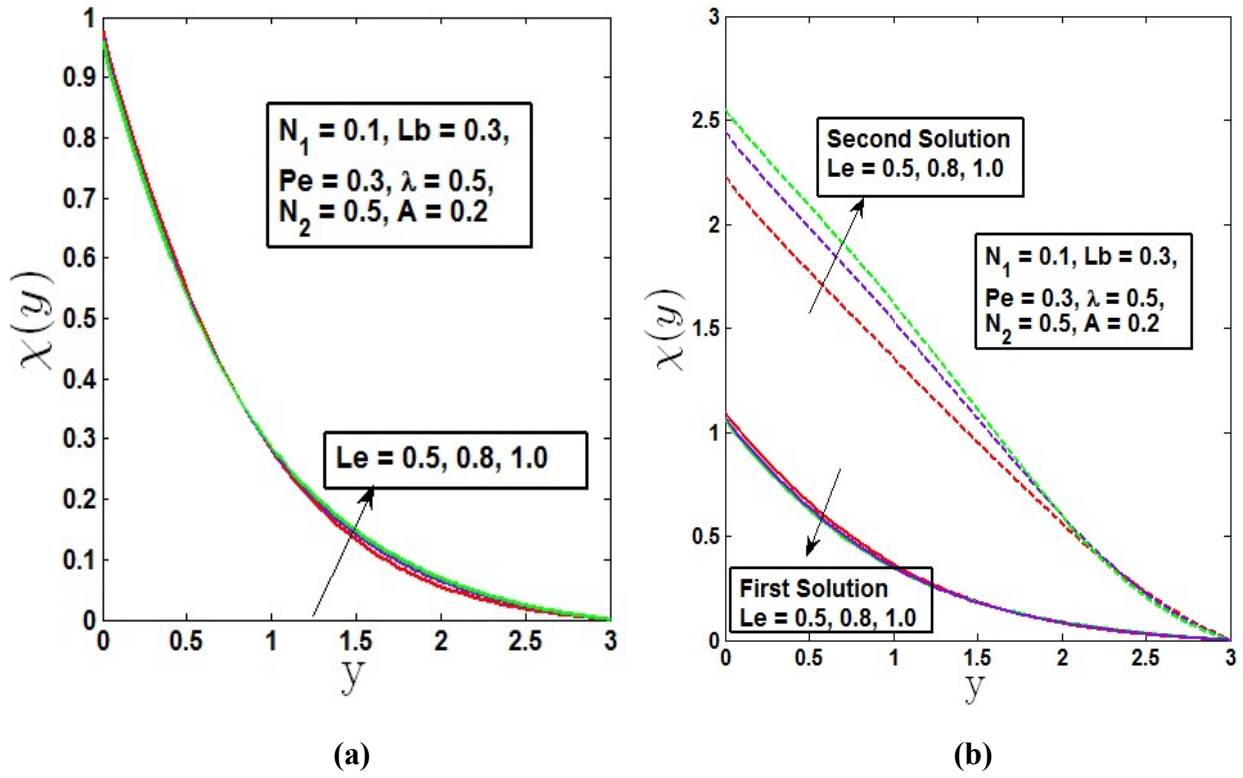 1
0.9
0.8
0.7
0.6
0.5
0.4
0.3
0.2
0.1
0
χ(y)
N1 = 0.1, Lb = 0.3,
Pe = 0.3, λ = 0.5,
N2 = 0.5, A = 0.2
Le = 0.5, 0.8, 1.0
0 0.5 1 1.5 2 2.5 3
y
(a)
3
2.5
2
1.5
1
0.5
0
χ(y)
Second Solution
Le = 0.5, 0.8, 1.0
N1 = 0.1, Lb = 0.3,
Pe = 0.3, λ = 0.5,
N2 = 0.5, A = 0.2
First Solution
Le = 0.5, 0.8, 1.0
0 0.5 1 1.5 2 2.5 3
y
(b)